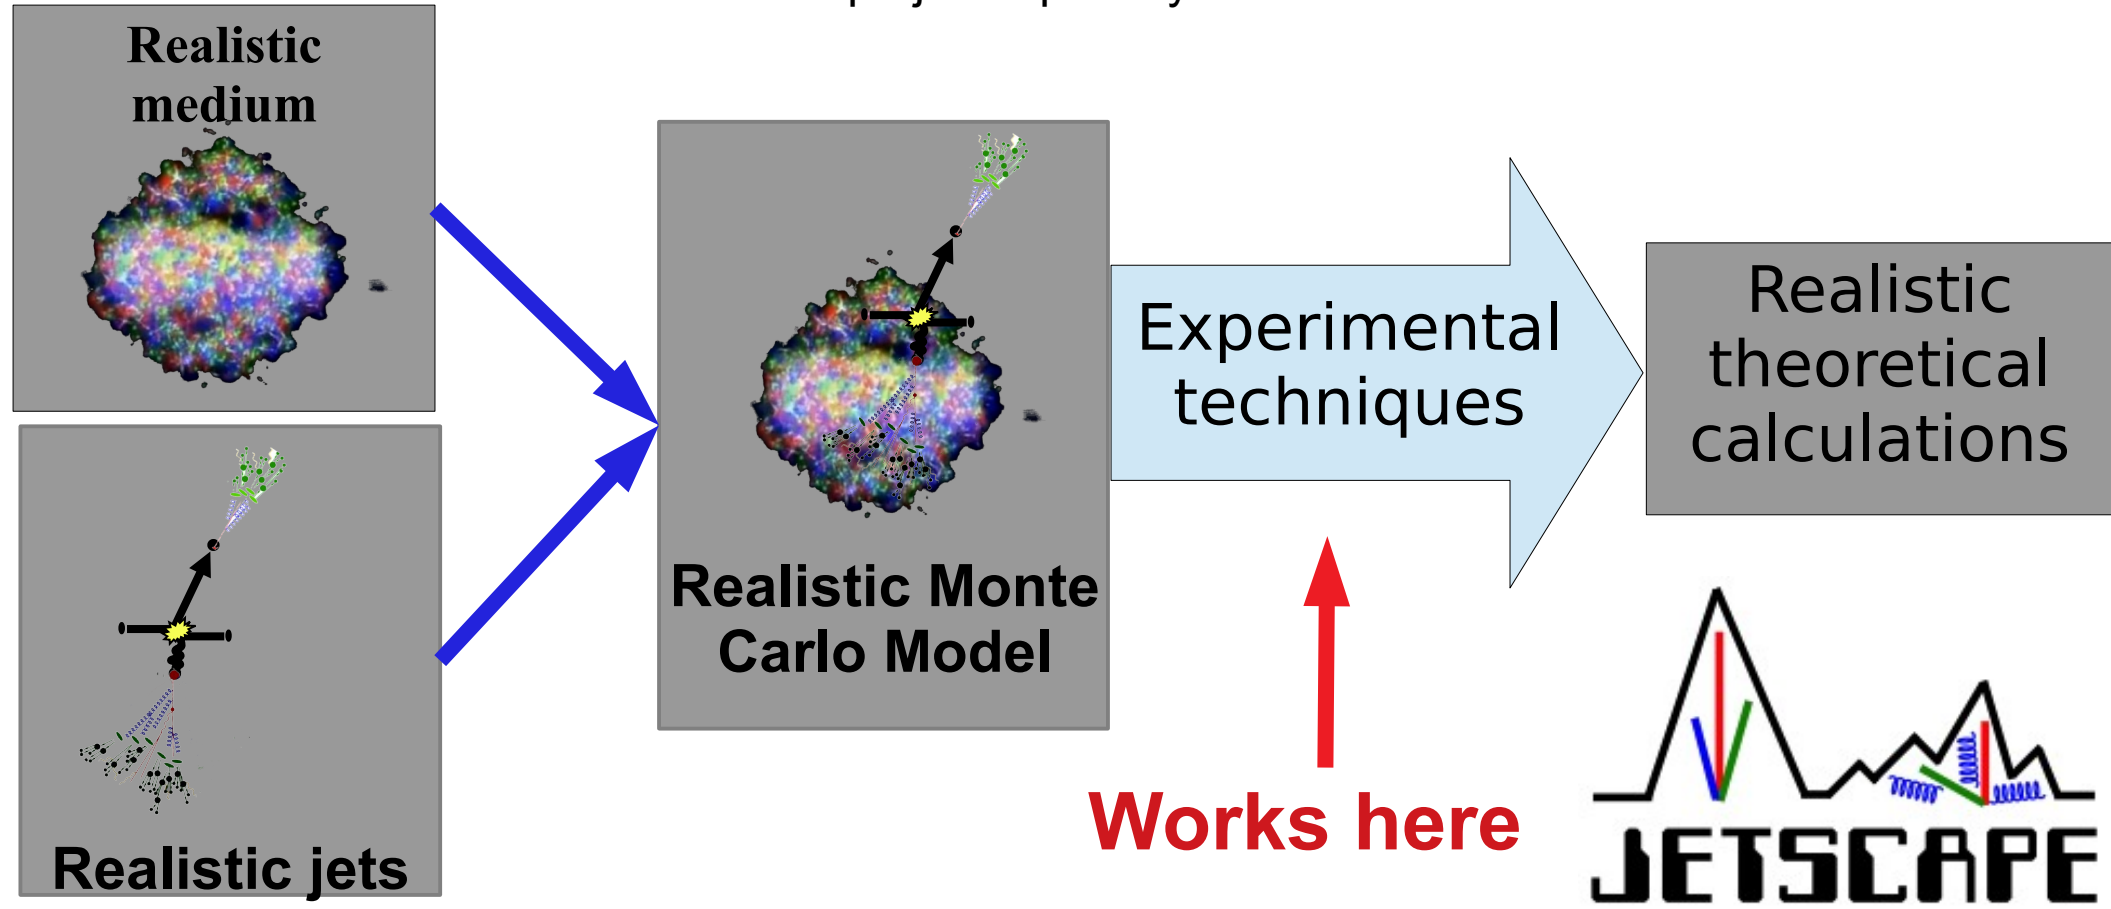 Realistic
medium
Realistic jets
Realistic Monte
Carlo Model
Experimental
techniques
Works here
Realistic
theoretical
calculations
JETSCAPE